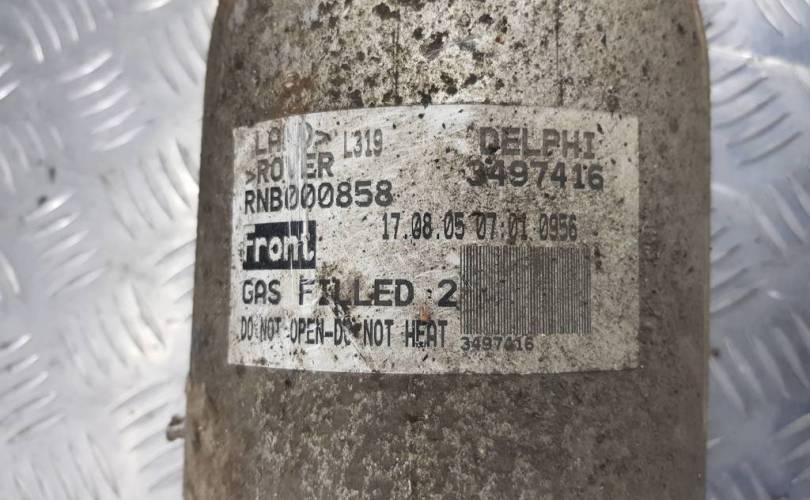 LAND> L319 DELPHI
>ROVER 3497416
RNB000858
17.08.05 07:01 0956
Front
GAS FILLED 2
DO NOT OPEN-DO NOT HEAT
3497416